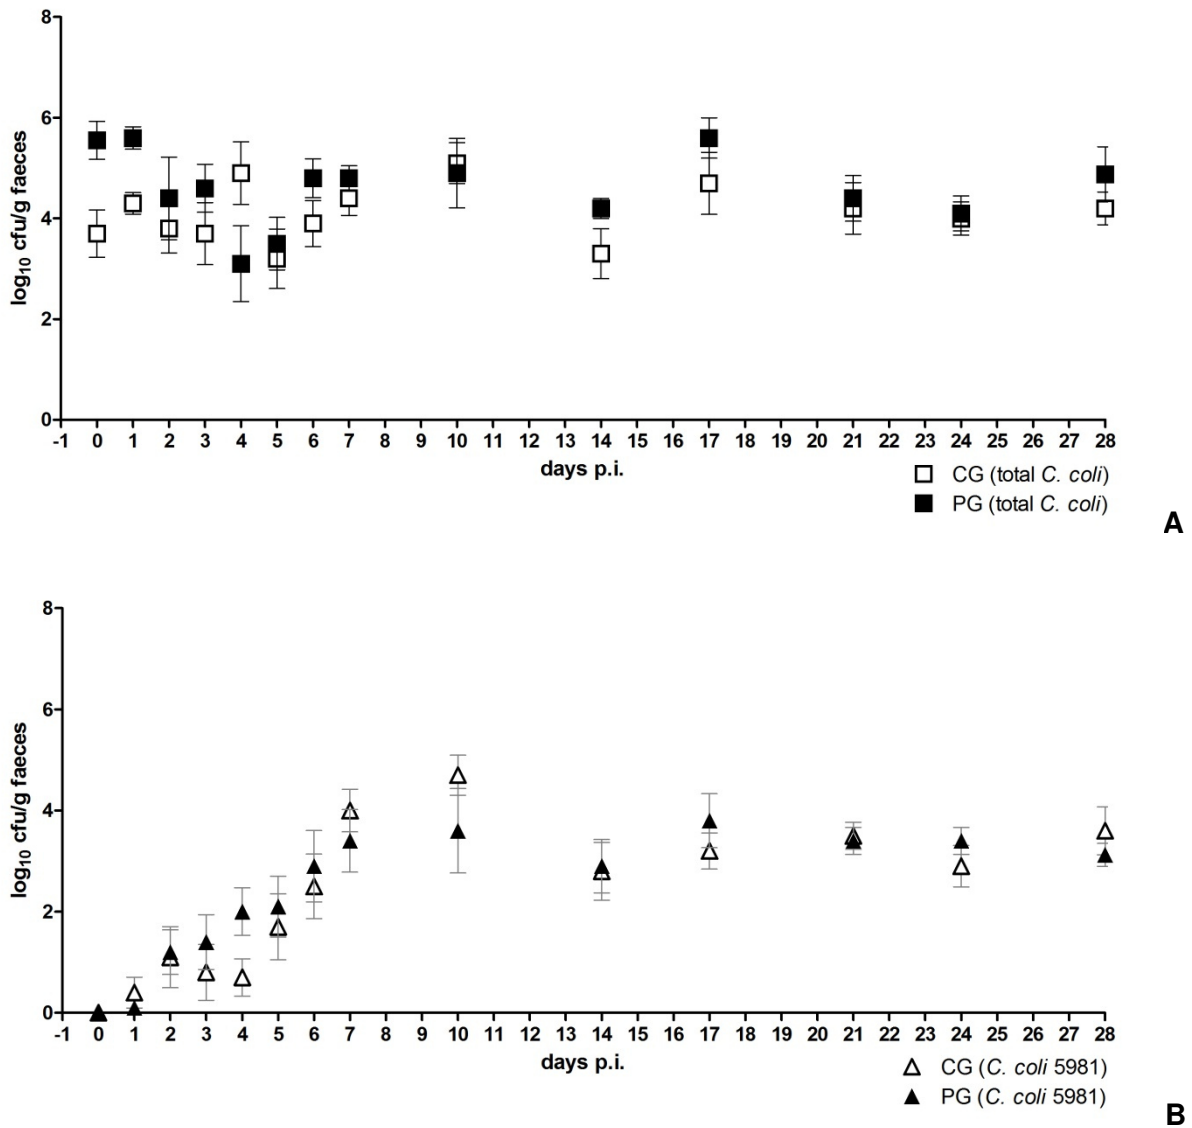 8
6
4
2
0
log10 cfu/g faeces
-1 0 1 2 3 4 5 6 7 8 9 10 11 12 13 14 15 16 17 18 19 20 21 22 23 24 25 26 27 28
days p.i.
CG (total C. coli)
PG (total C. coli)
A
8
6
4
2
0
log10 cfu/g faeces
-1 0 1 2 3 4 5 6 7 8 9 10 11 12 13 14 15 16 17 18 19 20 21 22 23 24 25 26 27 28
days p.i.
CG (C. coli 5981)
PG (C. coli 5981)
B